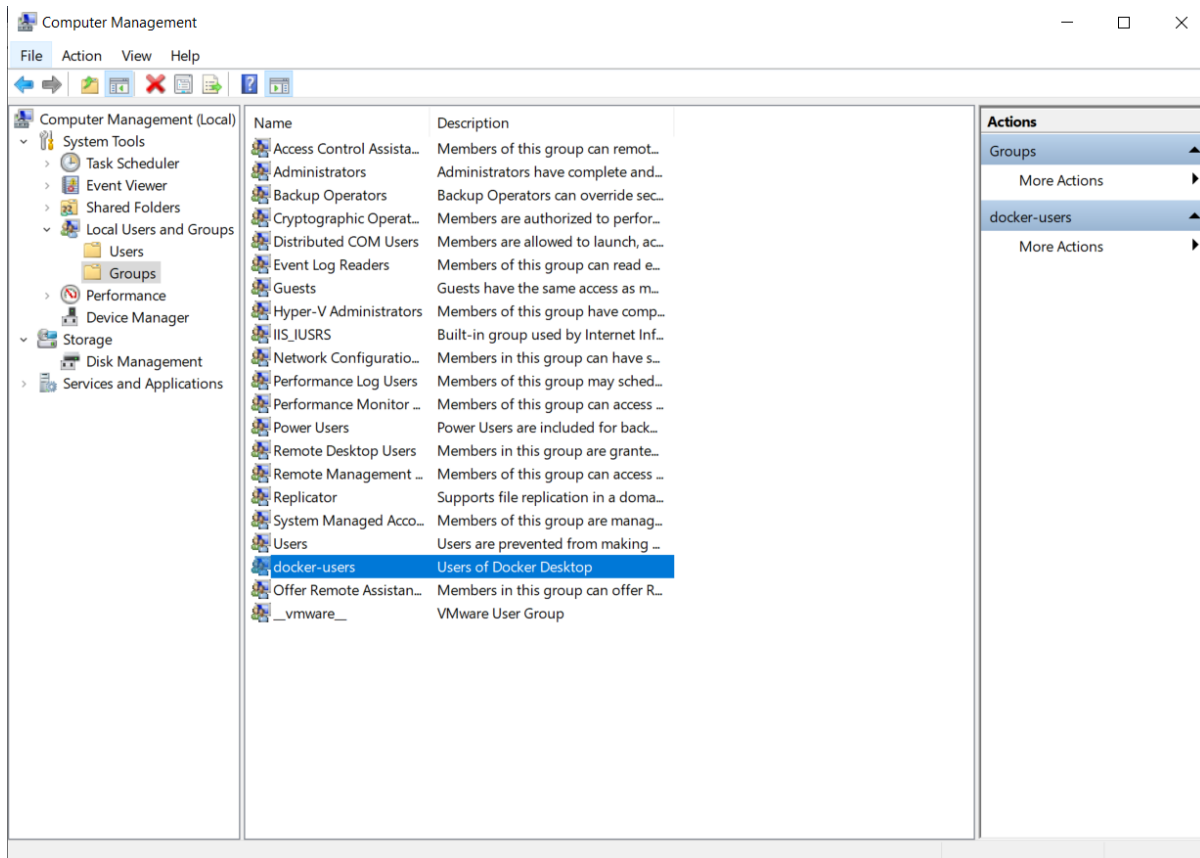 Computer Management
File Action View Help
Computer Management (Local)
System Tools
Task Scheduler
Event Viewer
Shared Folders
Local Users and Groups
Users
Groups
Performance
Device Manager
Storage
Disk Management
Services and Applications
Name Description
Access Control Assista... Members of this group can remot...
Administrators Administrators have complete and...
Backup Operators Backup Operators can override sec...
Cryptographic Operat... Members are authorized to perfor...
Distributed COM Users Members are allowed to launch, ac...
Event Log Readers Members of this group can read e...
Guests Guests have the same access as m...
Hyper-V Administrators Members of this group have comp...
IIS_IUSRS Built-in group used by Internet Inf...
Network Configuratio... Members in this group can have s...
Performance Log Users Members of this group may sched...
Performance Monitor ... Members of this group can access ...
Power Users Power Users are included for back...
Remote Desktop Users Members in this group are grante...
Remote Management ... Members of this group can access ...
Replicator Supports file replication in a doma...
System Managed Acco... Members of this group are manag...
Users Users are prevented from making ...
docker-users Users of Docker Desktop
Offer Remote Assistan... Members in this group can offer R...
__vmware__ VMware User Group
Actions
Groups
More Actions
docker-users
More Actions